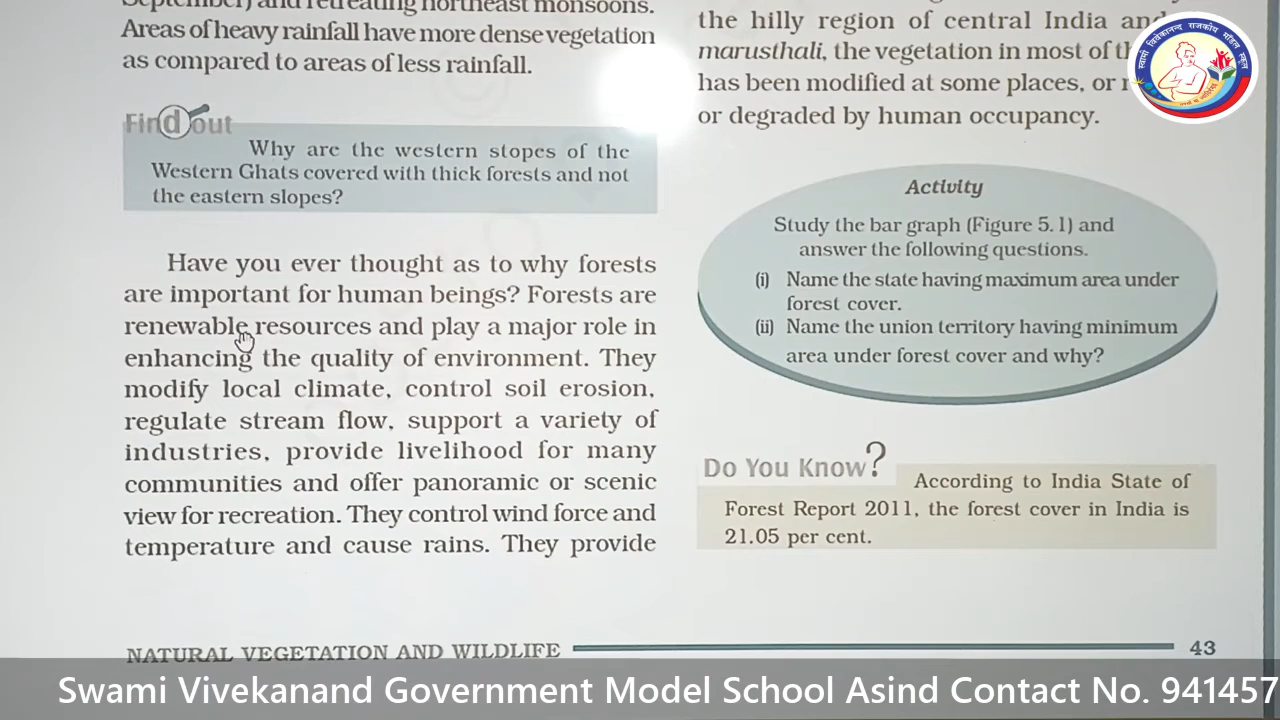 September) and retreating northeast monsoons.
Areas of heavy rainfall have more dense vegetation
as compared to areas of less rainfall.
Find out
Why are the western stopes of the
Western Ghats covered with thick forests and not
the eastern slopes?
Have you ever thought as to why forests
are important for human beings? Forests are
renewable resources and play a major role in
enhancing the quality of environment. They
modify local climate, control soil erosion,
regulate stream flow, support a variety of
industries, provide livelihood for many
communities and offer panoramic or scenic
view for recreation. They control wind force and
temperature and cause rains. They provide
the hilly region of central India and
marusthali, the vegetation in most of
has been modified at some places, or
or degraded by human occupancy.
Activity
Study the bar graph (Figure 5.1) and
answer the following questions.
(i) Name the state having maximum area under
forest cover.
(ii) Name the union territory having minimum
area under forest cover and why?
Do You Know?
According to India State of
Forest Report 2011, the forest cover in India is
21.05 per cent.
NATURAL VEGETATION AND WILDLIFE 43
स्वामी विवेकानन्द राजकीय मॉडल स्कूल
Swami Vivekanand Government Model School Asind Contact No. 941457